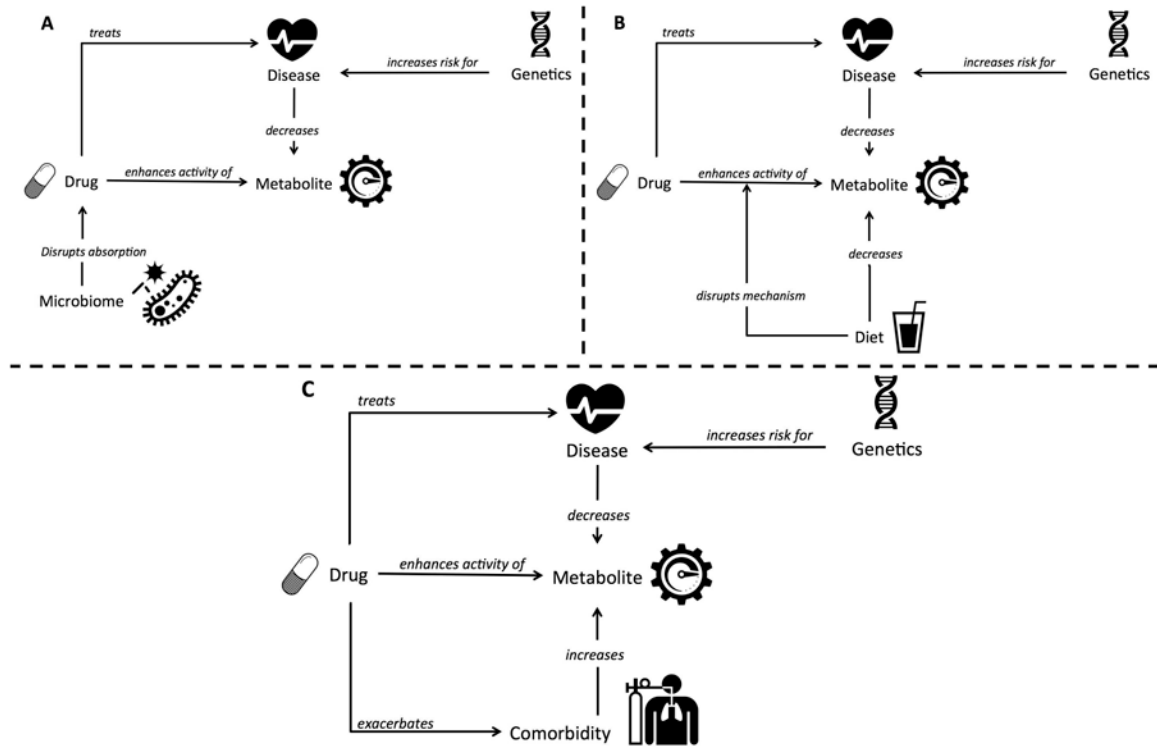 A
treats
Disease
increases risk for
Genetics
decreases
Drug
enhances activity of
Metabolite
Disrupts absorption
Microbiome
B
treats
Disease
increases risk for
Genetics
decreases
Drug
enhances activity of
Metabolite
decreases
disrupts mechanism
Diet
C
treats
Disease
increases risk for
Genetics
decreases
Drug
enhances activity of
Metabolite
increases
exacerbates
Comorbidity